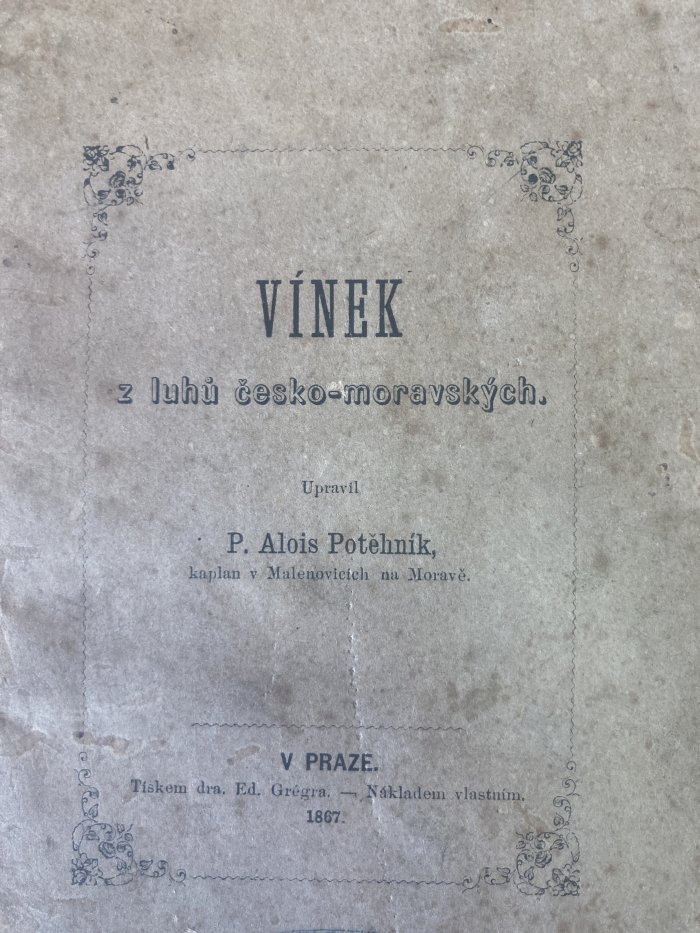 VÍNEK
z luhů česko-moravských.
Upravil
P. Alois Potěhník,
kaplan v Malenovicích na Moravě.
V PRAZE.
Tiskem dra. Ed. Grégra. — Nákladem vlastním.
1867.